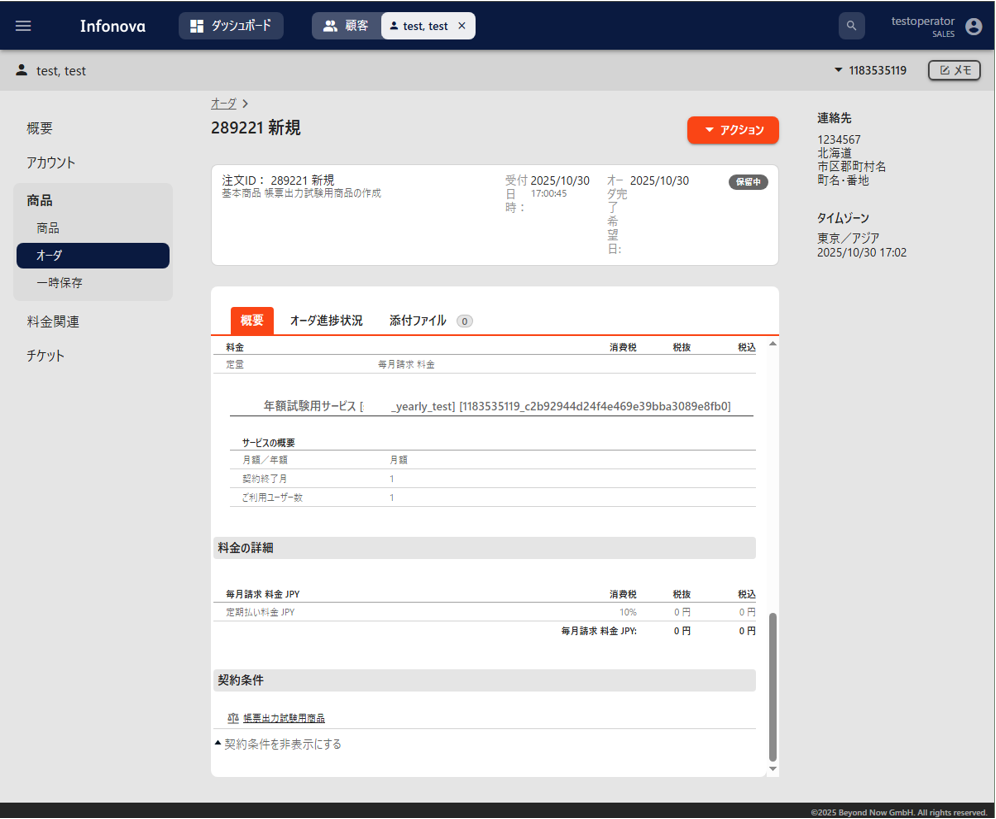 Infonova
ダッシュボード
顧客
test, test ×
testoperator
SALES
test, test
1183535119
メモ
概要
アカウント
商品
商品
オーダ
一時保存
料金関連
チケット
オーダ
289221 新規
アクション
注文ID： 289221 新規
基本商品 帳票出力試験用商品の作成
受付日時：
2025/10/30
17:00:45
オーダ完了希望日:
2025/10/30
保留中
概要
オーダ進捗状況
添付ファイル 0
料金 消費税 税抜 税込
定量 毎月請求 料金
年額試験用サービス [ _yearly_test] [1183535119_c2b92944d24f4e469e39bba3089e8fb0]
サービスの概要
月額／年額 月額
契約終了月 1
ご利用ユーザー数 1
料金の詳細
毎月請求 料金 JPY 消費税 税抜 税込
定期払い料金 JPY 10% 0 円 0 円
毎月請求 料金 JPY: 0 円 0 円
契約条件
帳票出力試験用商品
契約条件を非表示にする
連絡先
1234567
北海道
市区郡町村名
町名・番地
タイムゾーン
東京／アジア
2025/10/30 17:02
©2025 Beyond Now GmbH. All rights reserved.